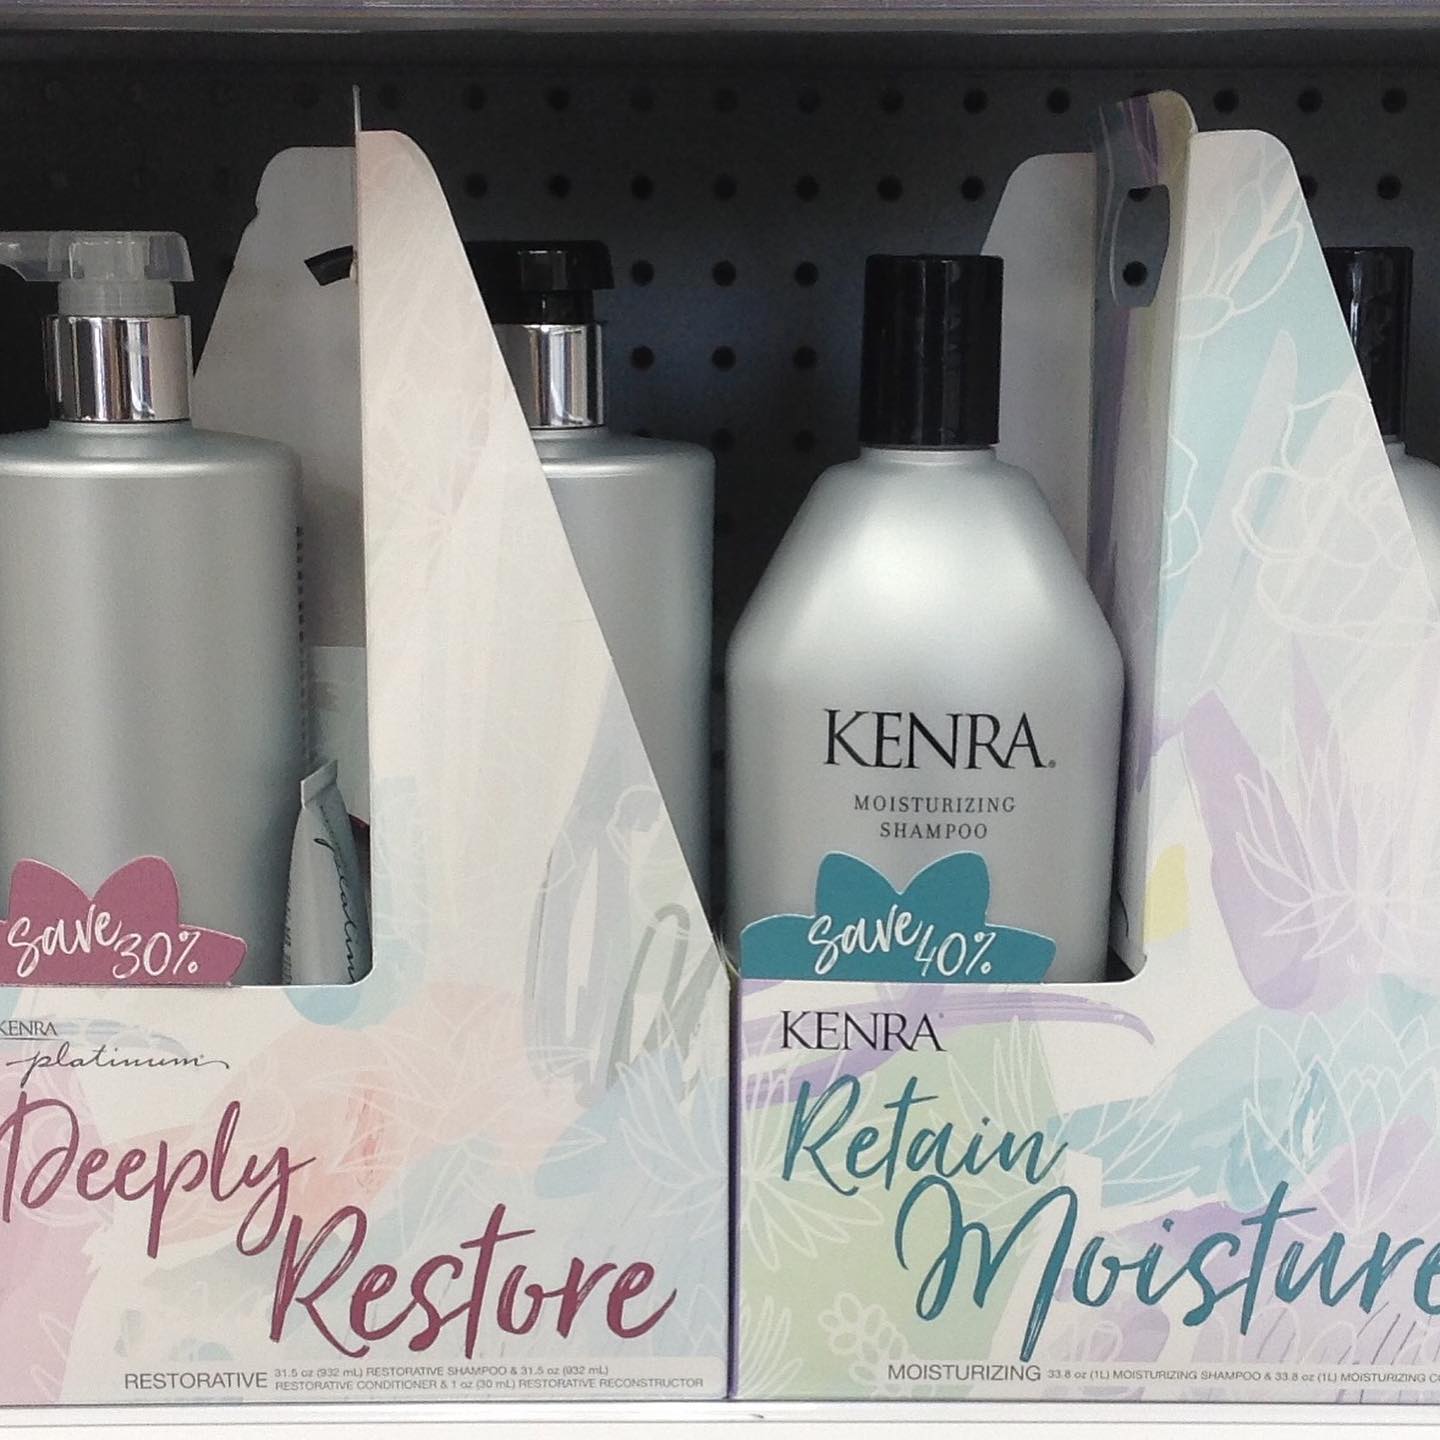 save 30%
KENRA
platinum
Deeply
Restore
RESTORATIVE 31.5 oz (932 mL) RESTORATIVE SHAMPOO & 31.5 oz (932 mL)
RESTORATIVE CONDITIONER & 1 oz (30 mL) RESTORATIVE RECONSTRUCTOR
platinum
KENRA®
MOISTURIZING
SHAMPOO
save 40%
KENRA®
Retain
Moisture
MOISTURIZING 33.8 oz (1L) MOISTURIZING SHAMPOO & 33.8 oz (1L) MOISTURIZING